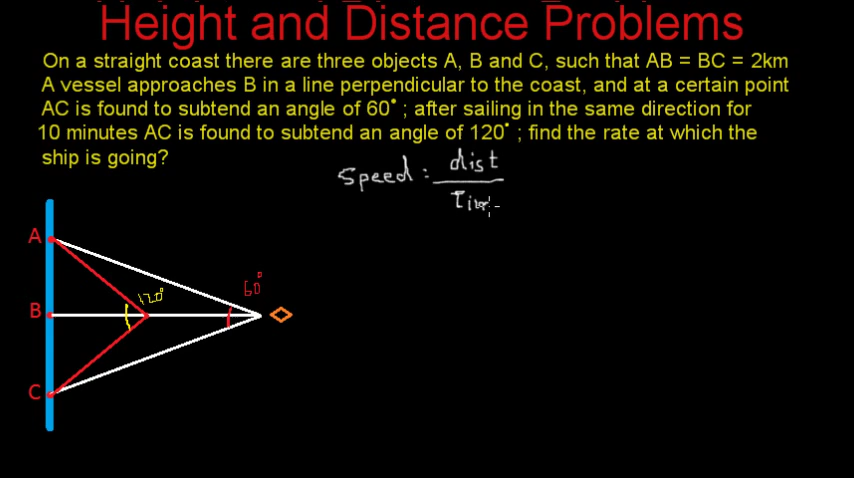 Height and Distance Problems
On a straight coast there are three objects A, B and C, such that AB = BC = 2km
A vessel approaches B in a line perpendicular to the coast, and at a certain point
AC is found to subtend an angle of 60° ; after sailing in the same direction for
10 minutes AC is found to subtend an angle of 120° ; find the rate at which the
ship is going?
Speed = dist
A
120°
60°
B
C